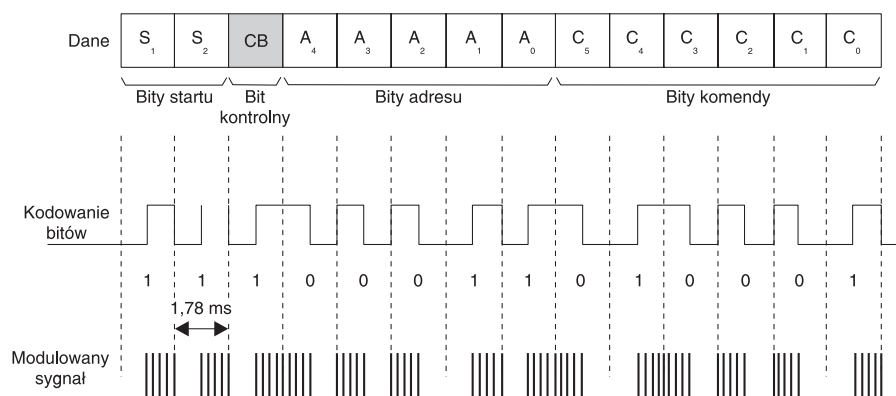 Dane S1 S2 CB A4 A3 A2 A1 A0 C5 C4 C3 C2 C1 C0
Bity startu Bit kontrolny Bity adresu Bity komendy
Kodowanie bitów
1 1 1 0 0 0 1 1 0 1 0 0 0 1
1,78 ms
Modulowany sygnał